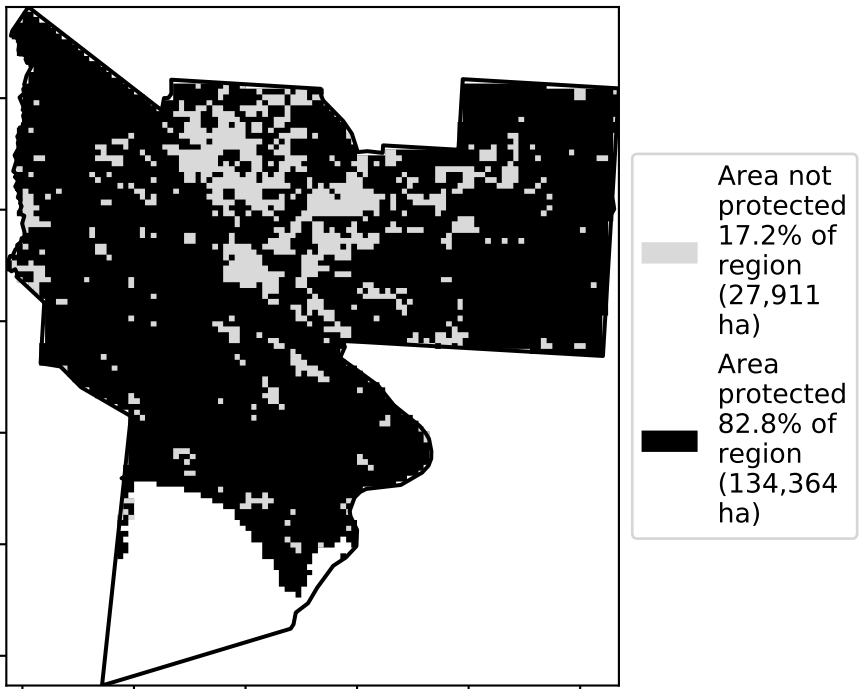 Area not
protected
17.2% of
region
(27,911
ha)
Area
protected
82.8% of
region
(134,364
ha)